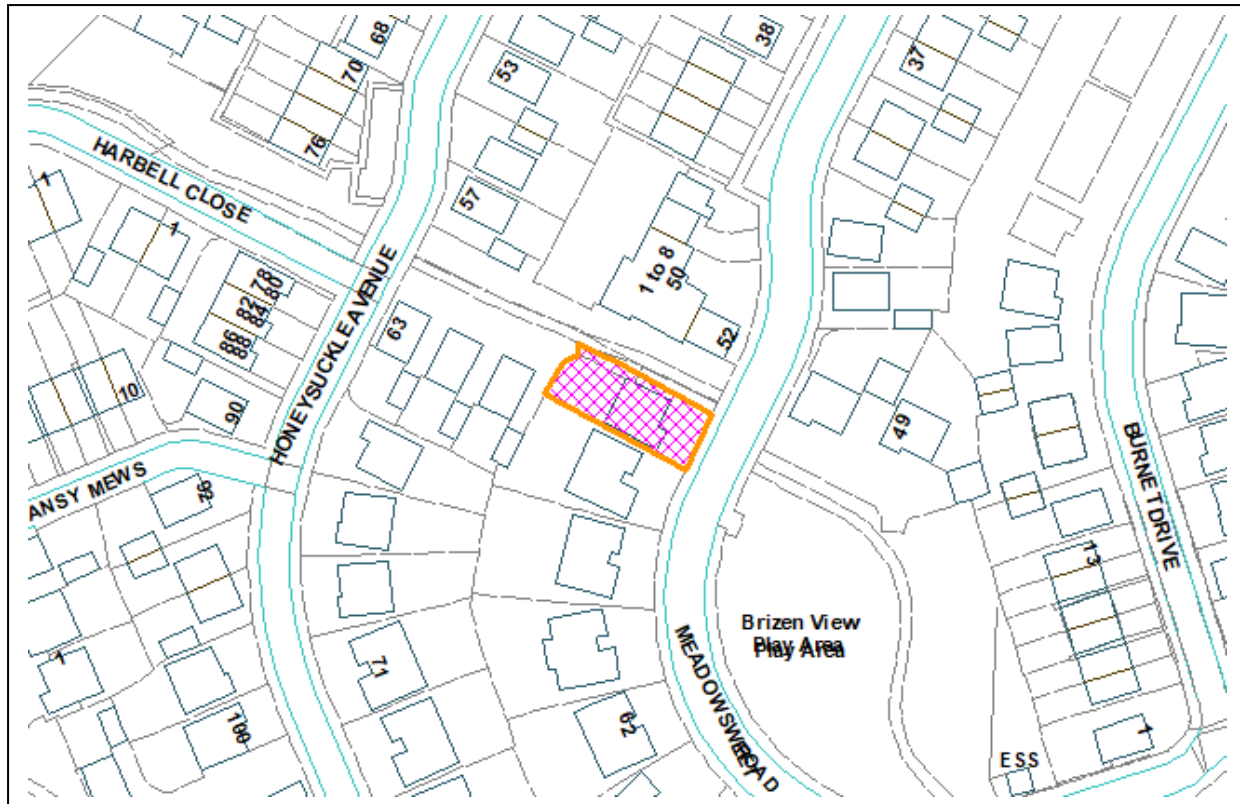 68
38
53
70
37
76
HARBELL CLOSE
1
1
57
1 to 8
50
78
80
82
84
86
88
HONEYSUCKLE AVENUE
63
52
10
90
49
BURNET DRIVE
ANSY MEWS
26
13
Brizen View
Play Area
Play Area
MEADOWSWEET
ROAD
71
1
62
100
1
ESS